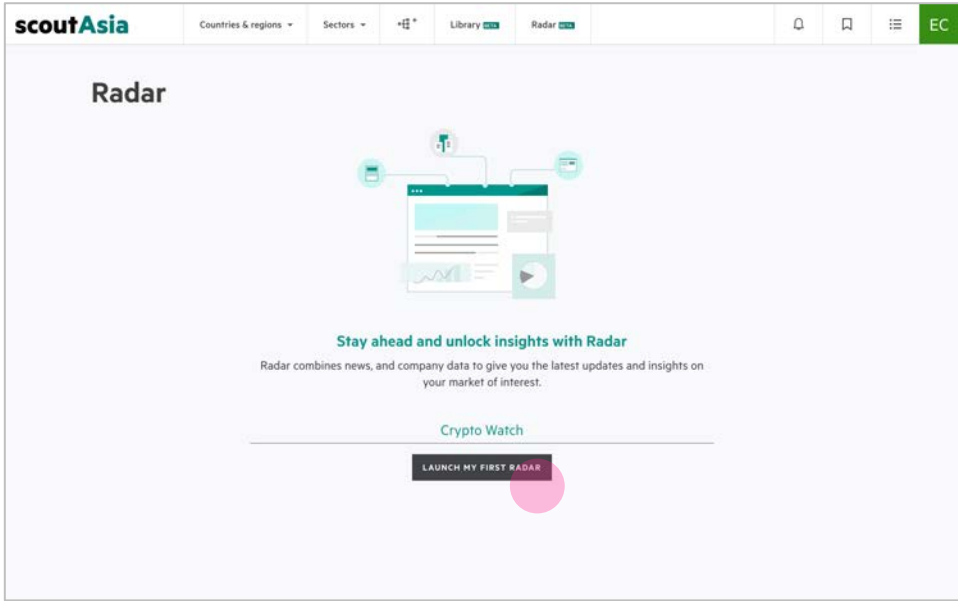 scoutAsia
Countries & regions
Sectors
Library BETA
Radar BETA
EC
Radar
Stay ahead and unlock insights with Radar
Radar combines news, and company data to give you the latest updates and insights on
your market of interest.
Crypto Watch
LAUNCH MY FIRST RADAR